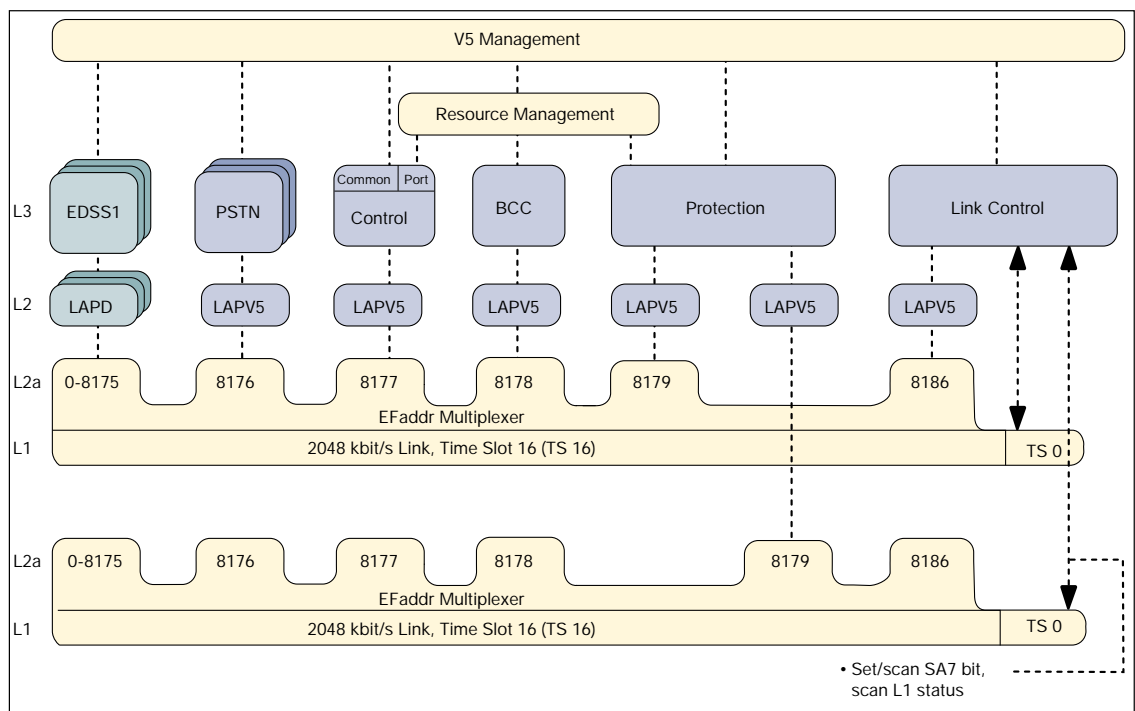 V5 Management
Resource Management
L3
EDSS1
PSTN
Common
Port
Control
BCC
Protection
Link Control
L2
LAPD
LAPV5
LAPV5
LAPV5
LAPV5
LAPV5
LAPV5
L2a
0-8175
8176
8177
8178
8179
8186
EFaddr Multiplexer
L1
2048 kbit/s Link, Time Slot 16 (TS 16)
TS 0
L2a
0-8175
8176
8177
8178
8179
8186
EFaddr Multiplexer
L1
2048 kbit/s Link, Time Slot 16 (TS 16)
TS 0
• Set/scan SA7 bit,
scan L1 status